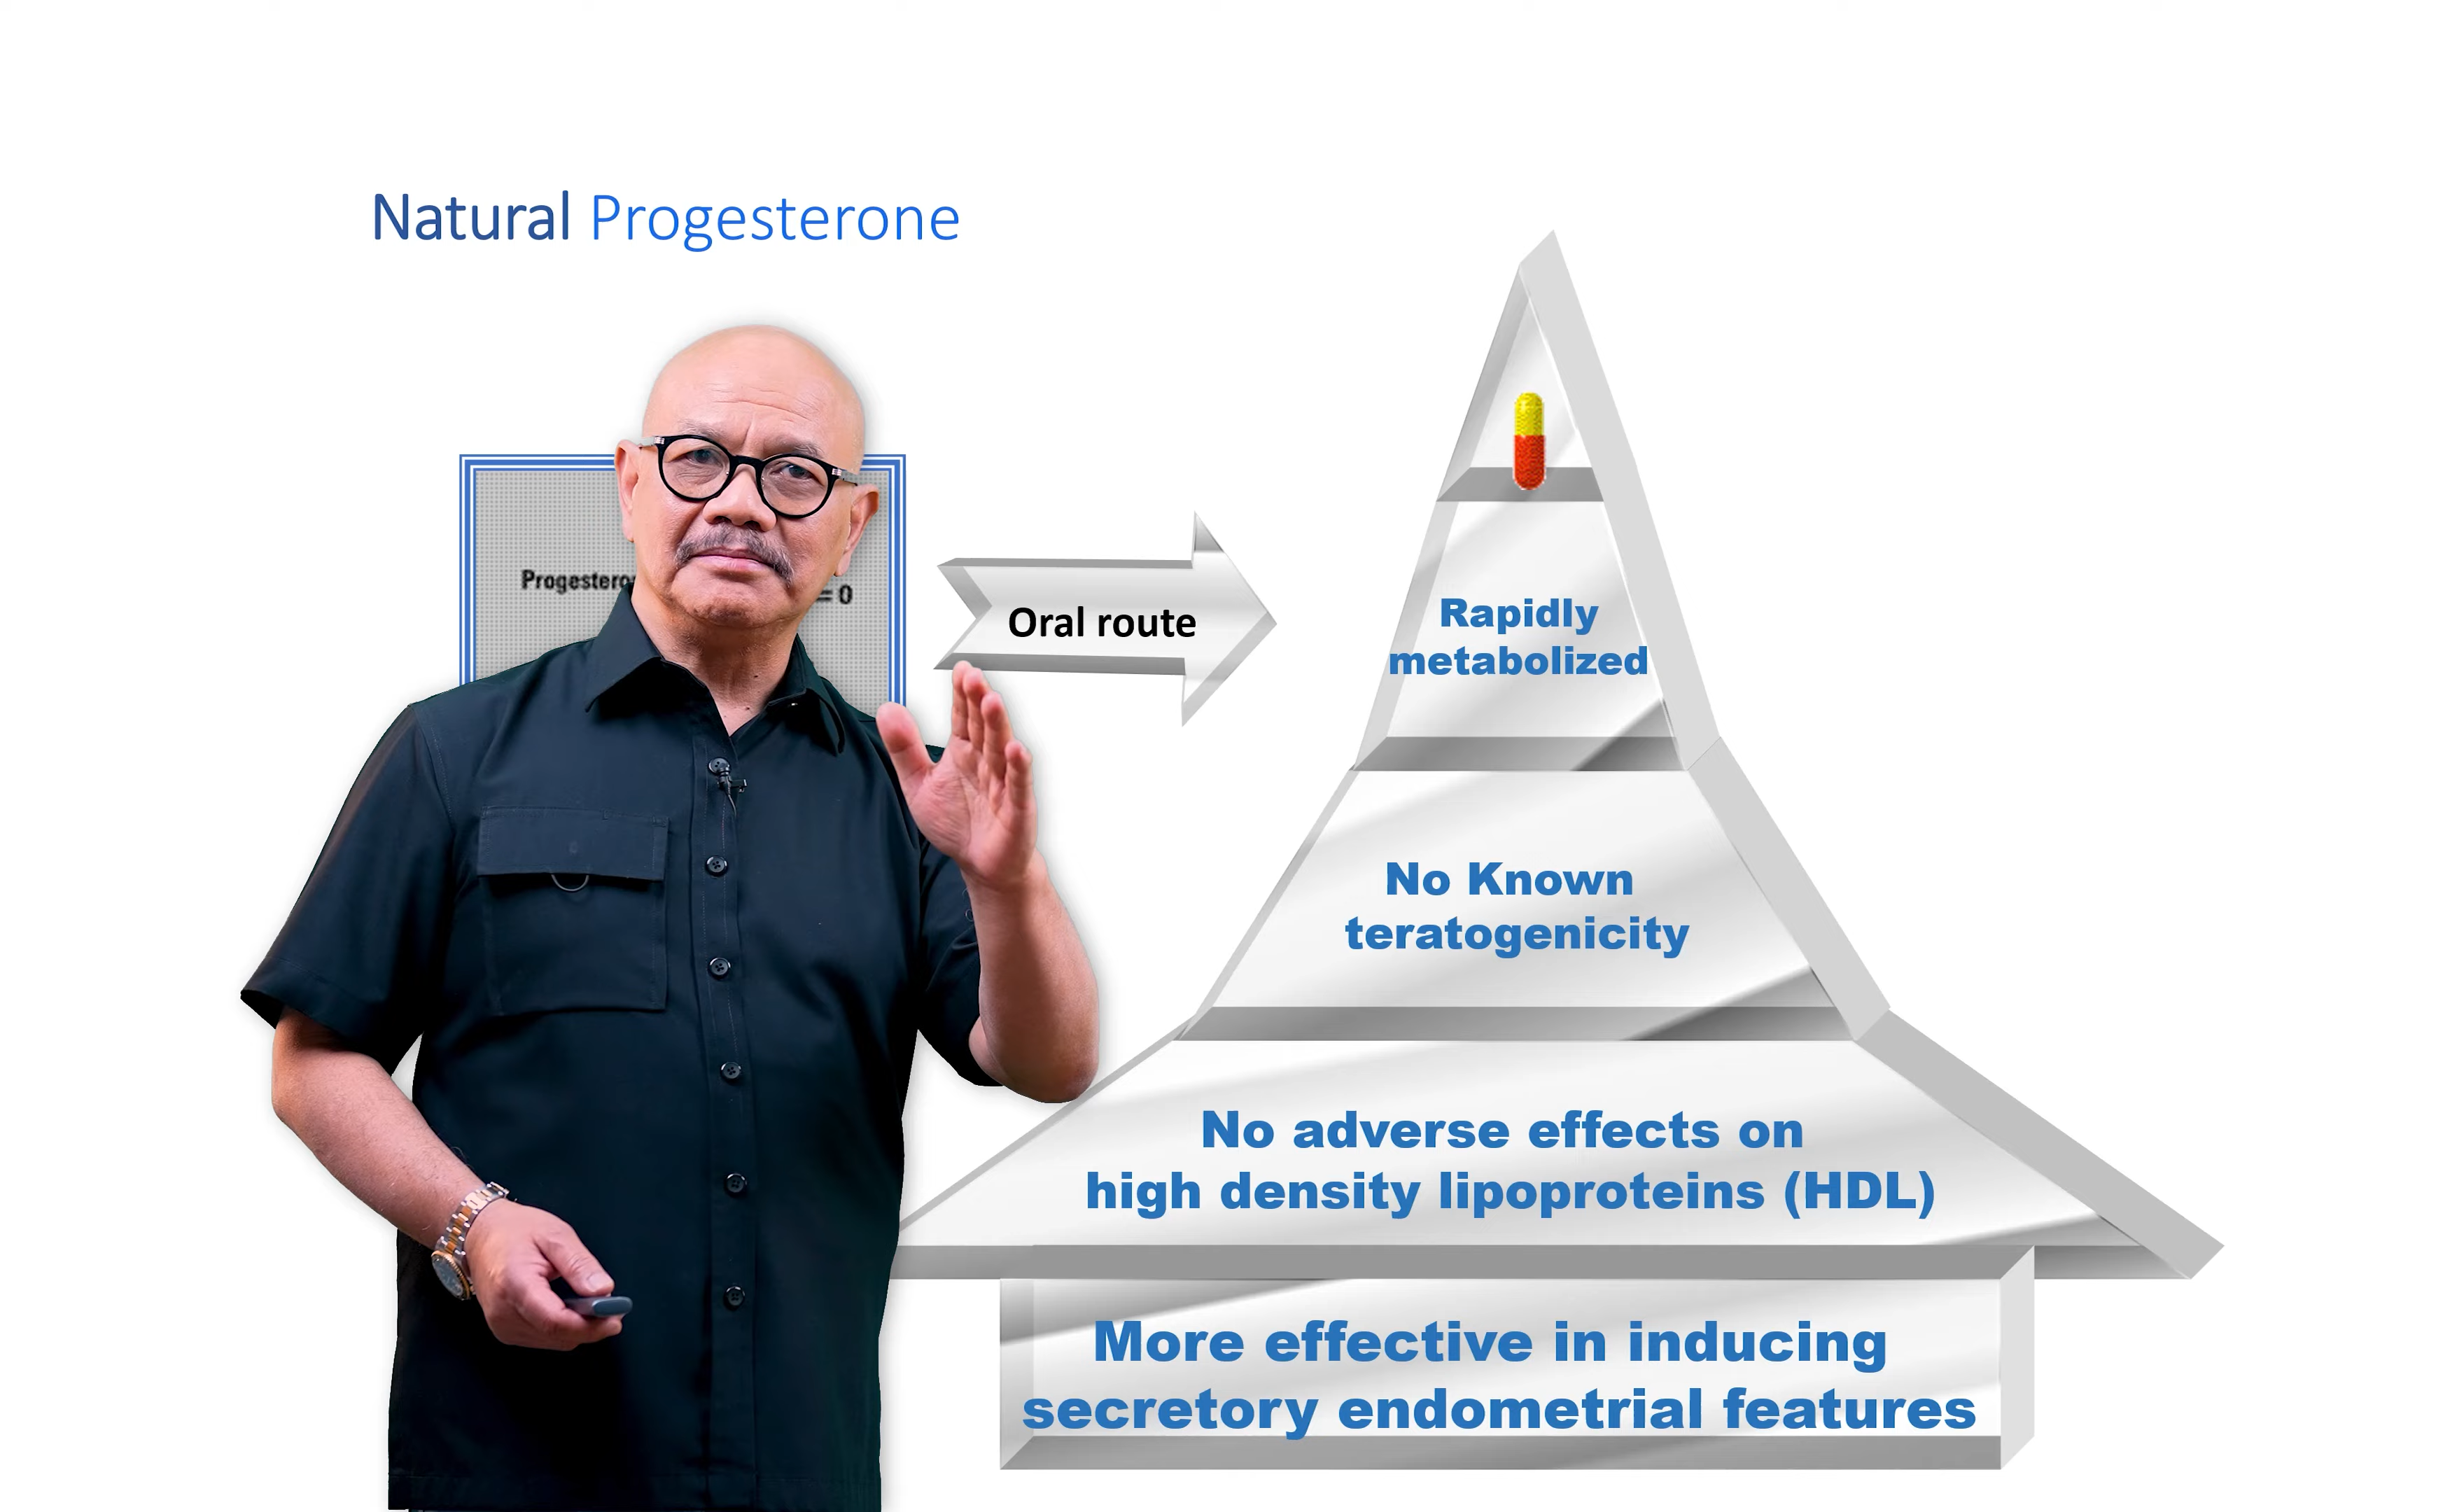 Natural Progesterone
= 0
Oral route
Rapidly
metabolized
No Known
teratogenicity
No adverse effects on
high density lipoproteins (HDL)
More effective in inducing
secretory endometrial features